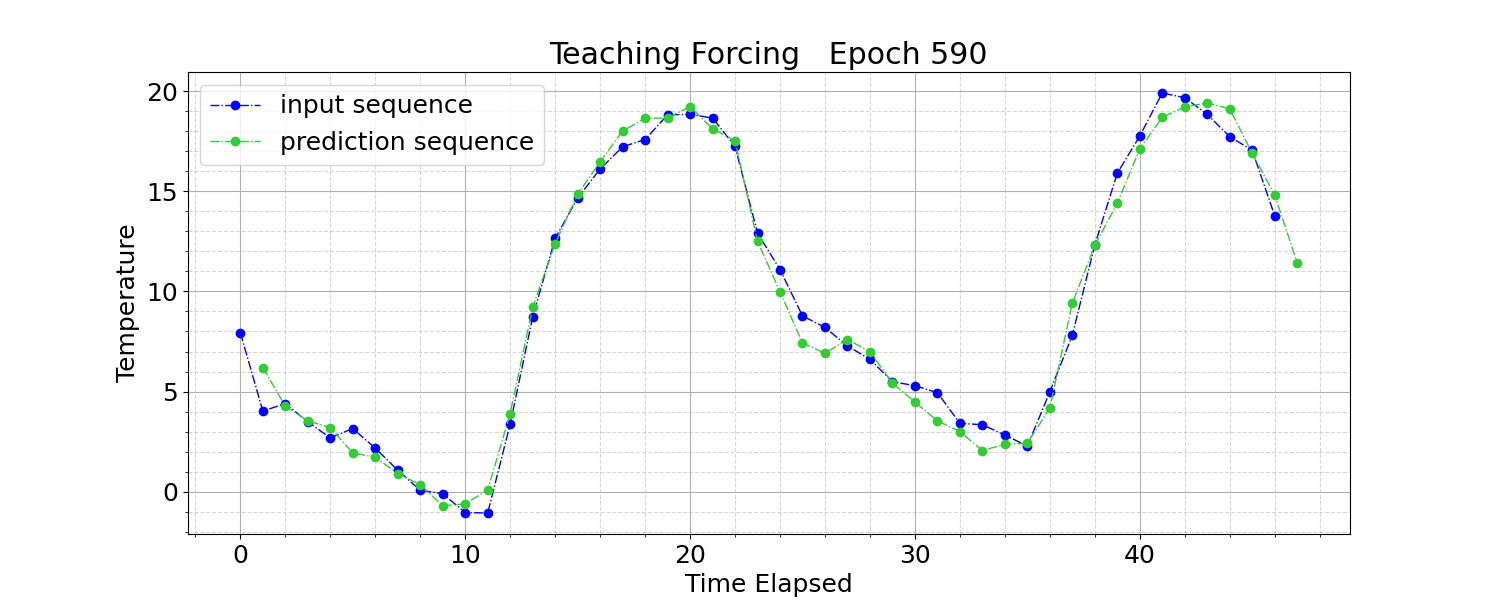 Teaching Forcing   Epoch 590
input sequence
prediction sequence
Temperature
20
15
10
5
0
0 10 20 30 40
Time Elapsed